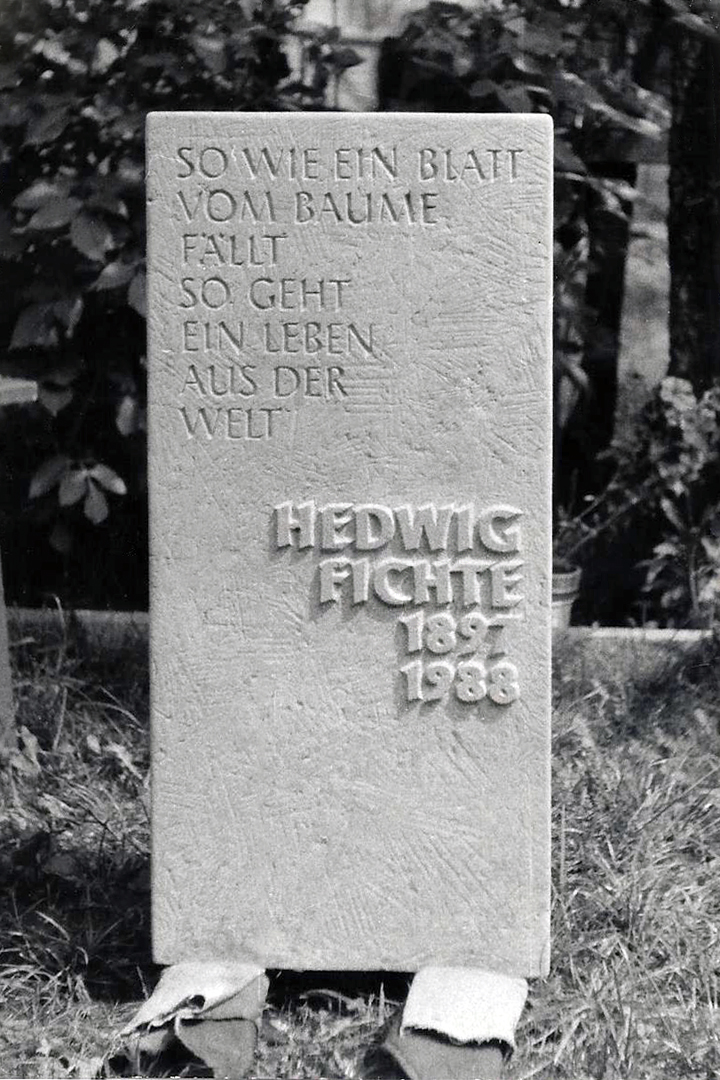 SO WIE EIN BLATT
VOM BAUME
FÄLLT
SO GEHT
EIN LEBEN
AUS DER
WELT
HEDWIG
FICHTE
1897
1988